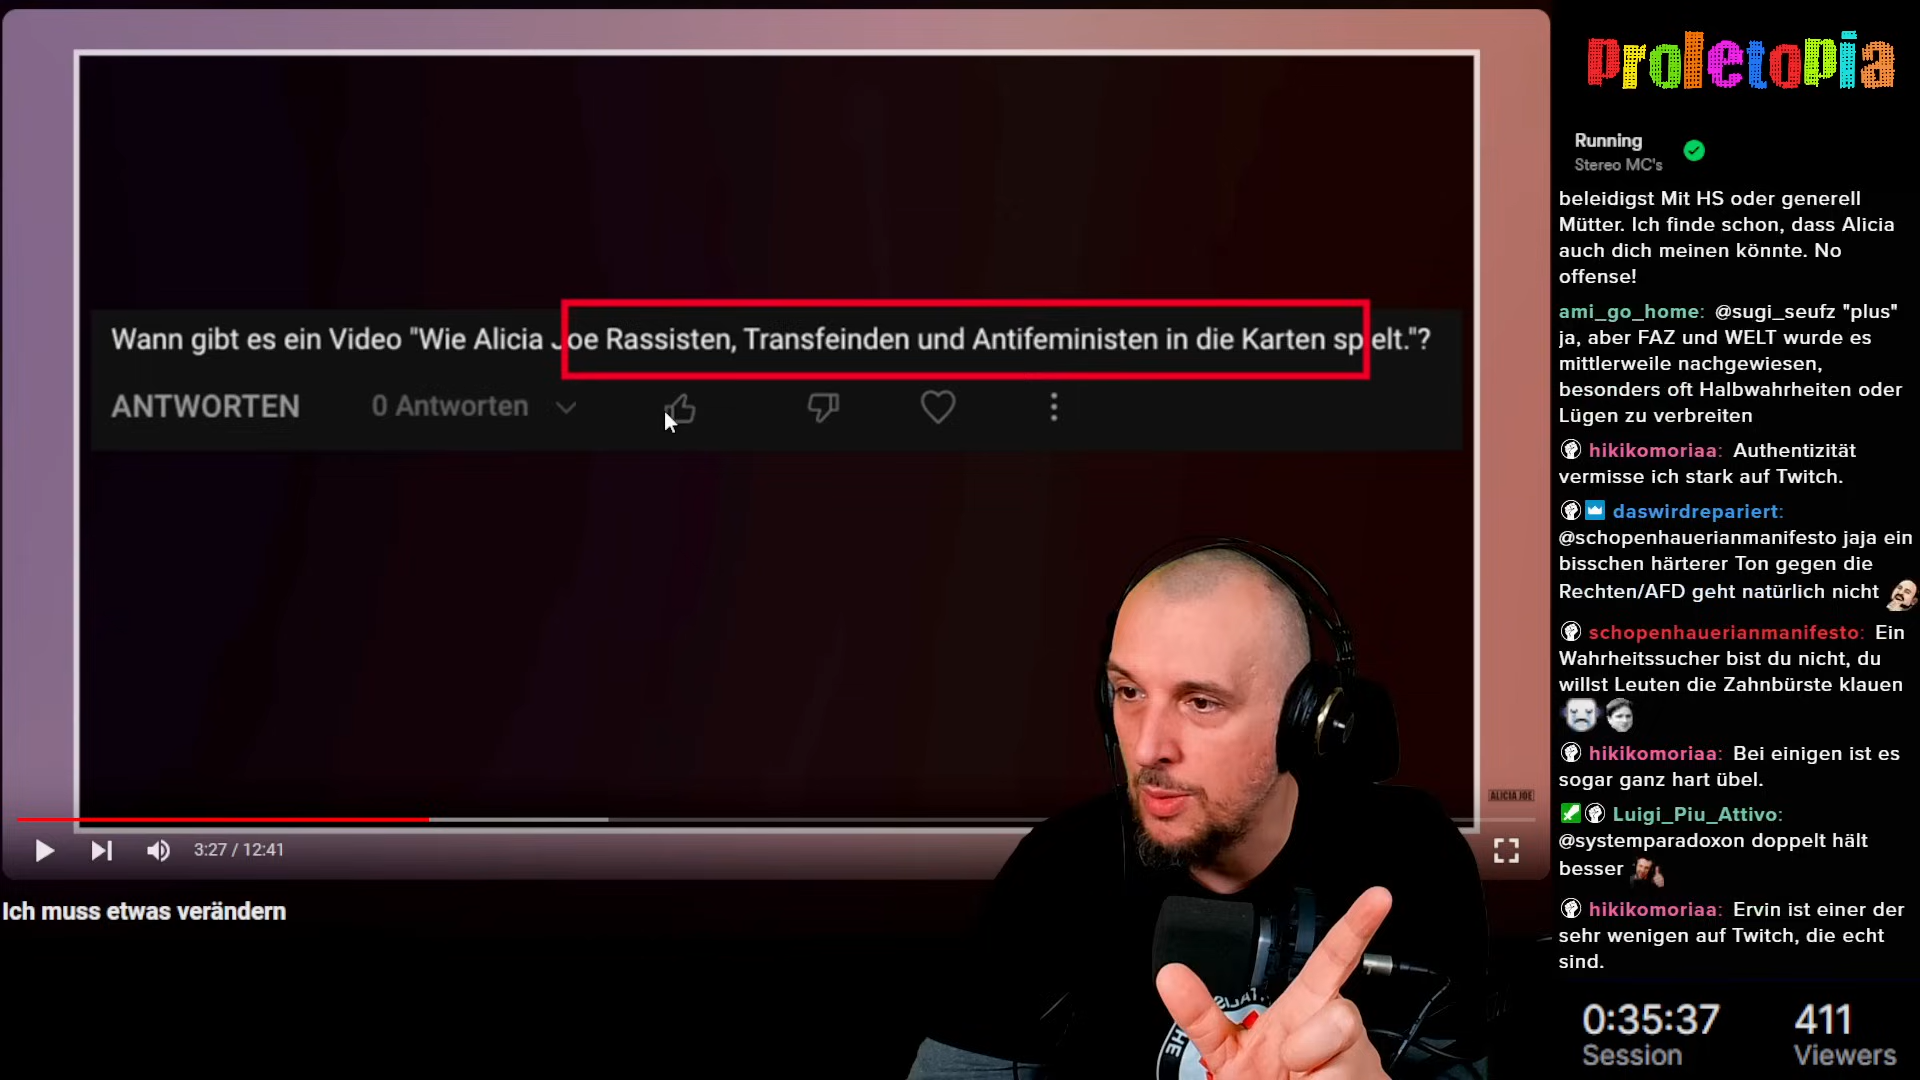 Wann gibt es ein Video "Wie Alicia Joe Rassisten, Transfeinden und Antifeministen in die Karten spielt."?
ANTWORTEN 0 Antworten
ALICIA JOE
3:27 / 12:41
Ich muss etwas verändern
proletopia
Running
Stereo MC's
beleidigst Mit HS oder generell
Mütter. Ich finde schon, dass Alicia
auch dich meinen könnte. No
offense!
ami_go_home: @sugi_seufz "plus"
ja, aber FAZ und WELT wurde es
mittlerweile nachgewiesen,
besonders oft Halbwahrheiten oder
Lügen zu verbreiten
hikikomoriaa: Authentizität
vermisse ich stark auf Twitch.
daswirdrepariert:
@schopenhauerianmanifesto jaja ein
bisschen härterer Ton gegen die
Rechten/AFD geht natürlich nicht
schopenhauerianmanifesto: Ein
Wahrheitssucher bist du nicht, du
willst Leuten die Zahnbürste klauen
hikikomoriaa: Bei einigen ist es
sogar ganz hart übel.
Luigi_Piu_Attivo:
@systemparadoxon doppelt hält
besser
hikikomoriaa: Ervin ist einer der
sehr wenigen auf Twitch, die echt
sind.
0:35:37 411
Session Viewers